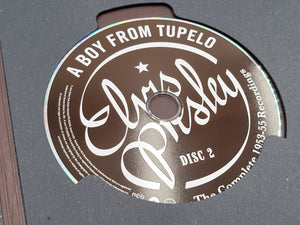 A BOY FROM TUPELO
Elvis
Presley
DISC 2
The Complete 1953-55 Recordings